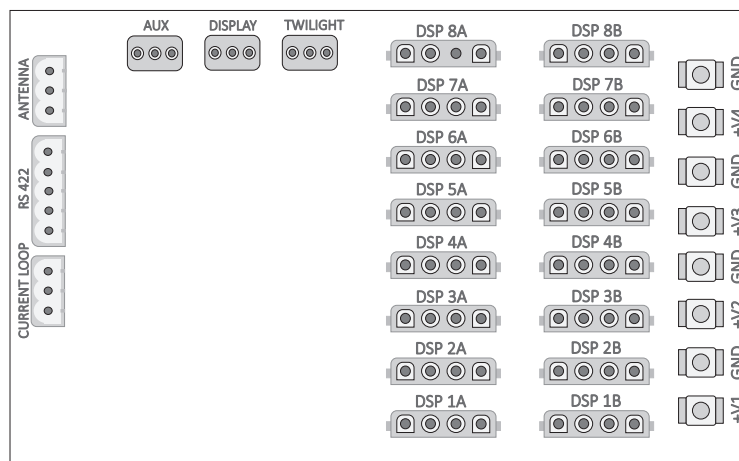 AUX
DISPLAY
TWILIGHT
DSP 8A
DSP 8B
ANTENNA
GND
DSP 7A
DSP 7B
+V4
DSP 6A
DSP 6B
GND
RS 422
DSP 5A
DSP 5B
+V3
DSP 4A
DSP 4B
GND
CURRENT LOOP
DSP 3A
DSP 3B
+V2
DSP 2A
DSP 2B
GND
DSP 1A
DSP 1B
+V1